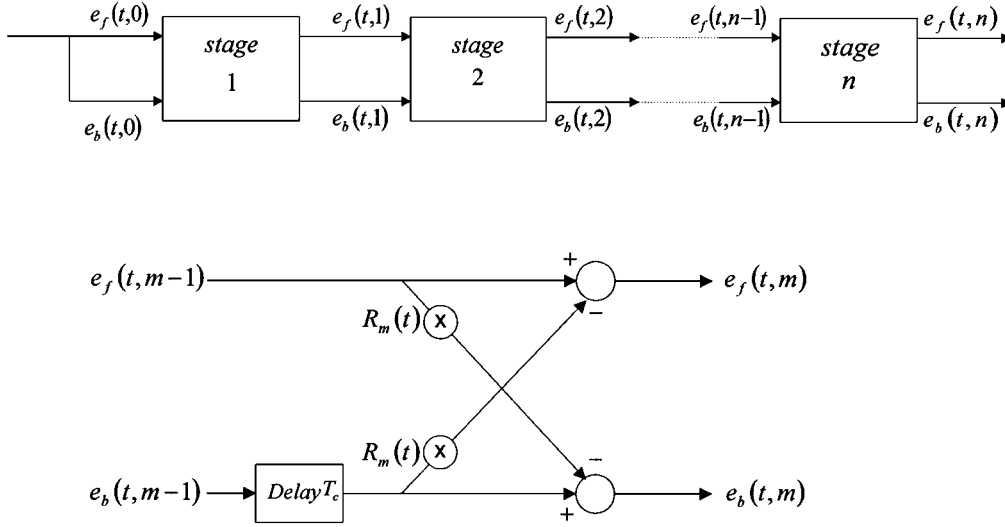 e_f(t,0)
e_f(t,1)
e_f(t,2)
e_f(t,n−1)
e_f(t,n)
stage
1
stage
2
stage
n
e_b(t,0)
e_b(t,1)
e_b(t,2)
e_b(t,n−1)
e_b(t,n)
e_f(t,m−1)
+
−
e_f(t,m)
R_m(t)
X
R_m(t)
X
e_b(t,m−1)
Delay T_c
−
+
e_b(t,m)